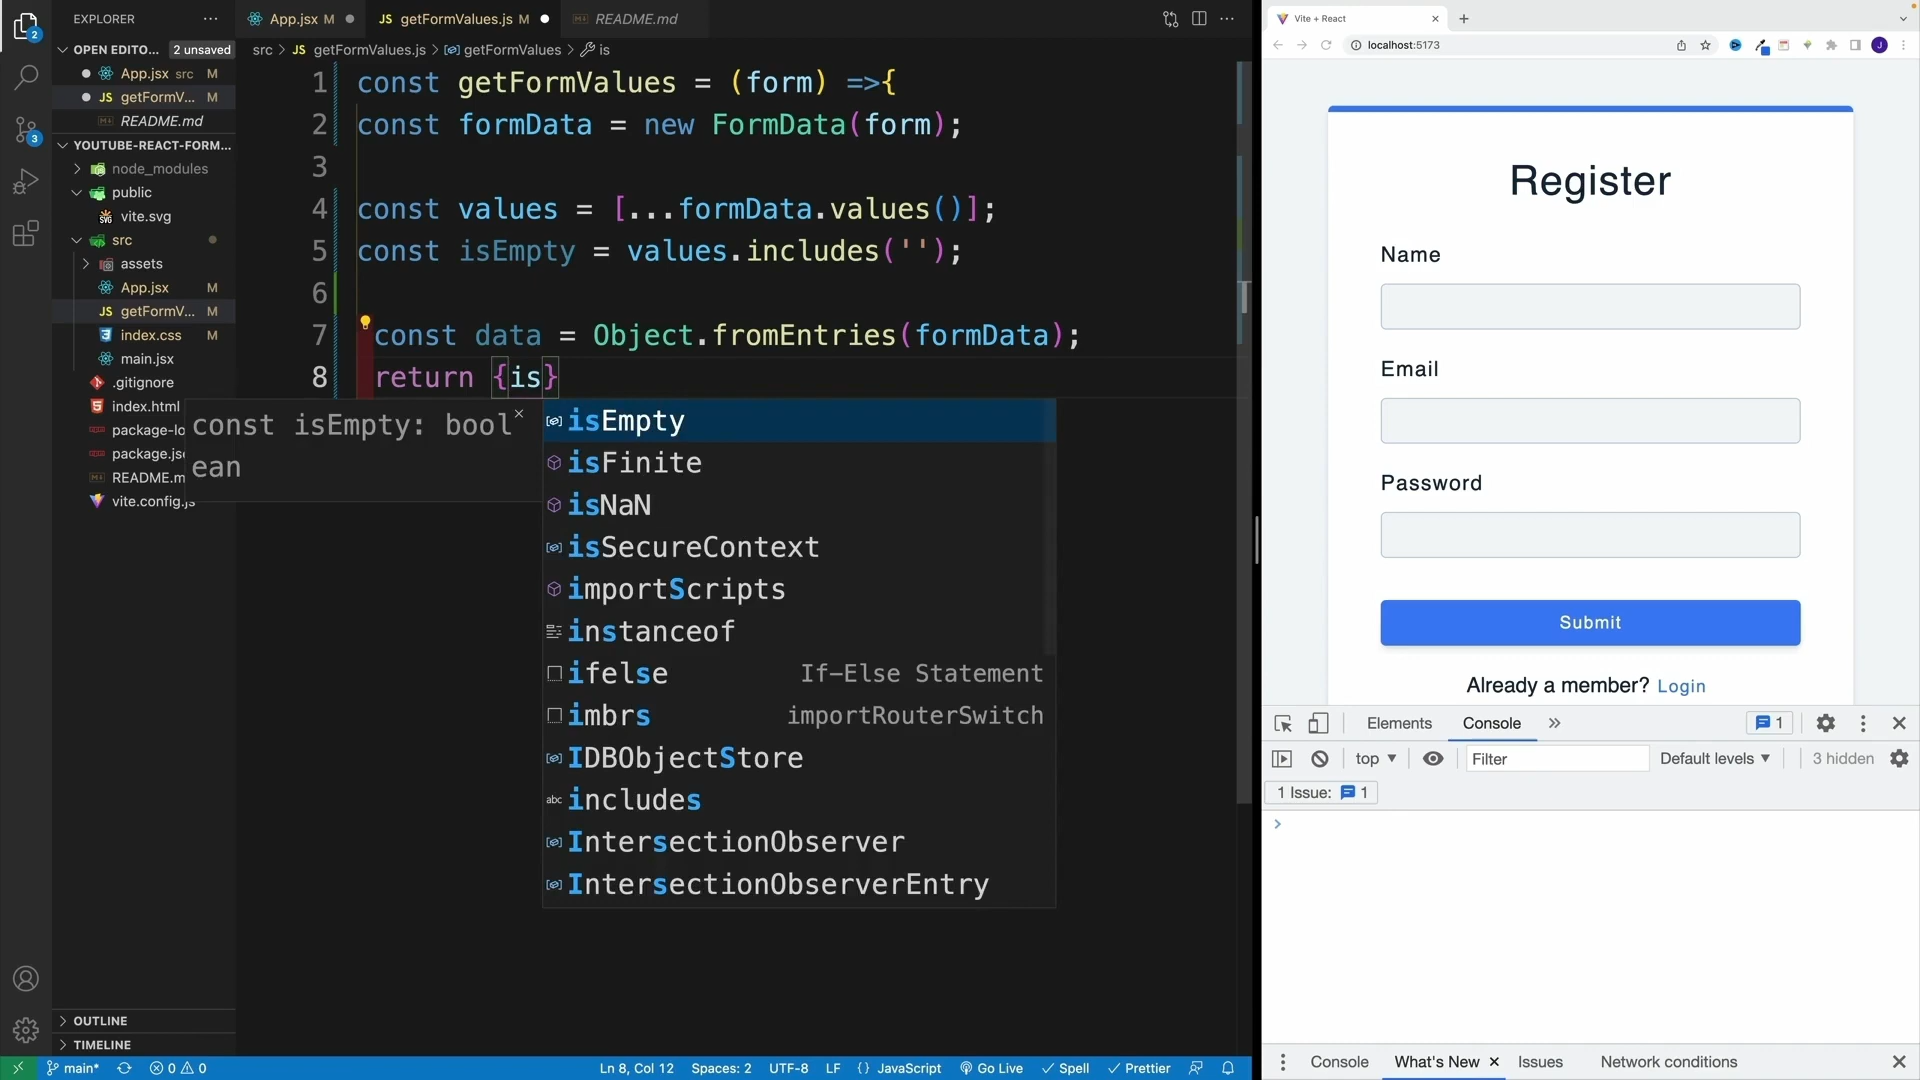 EXPLORER
OPEN EDITO... 2 unsaved
App.jsx src M
getFormV... M
README.md
YOUTUBE-REACT-FORM...
node_modules
public
vite.svg
src
assets
App.jsx M
getFormV... M
index.css M
main.jsx
.gitignore
index.html
package-lo
package.jso
README.m
vite.config.js
OUTLINE
TIMELINE
2
3
App.jsx M
getFormValues.js M
README.md
src > JS getFormValues.js > getFormValues > is
1 const getFormValues = (form) =>{
2 const formData = new FormData(form);
3
4 const values = [...formData.values()];
5 const isEmpty = values.includes('');
6
7 const data = Object.fromEntries(formData);
8 return {is}
const isEmpty: bool
ean
isEmpty
isFinite
isNaN
isSecureContext
importScripts
instanceof
ifelse If-Else Statement
imbrs importRouterSwitch
IDBObjectStore
abc includes
IntersectionObserver
IntersectionObserverEntry
main* 0 0 Ln 8, Col 12 Spaces: 2 UTF-8 LF {} JavaScript Go Live Spell Prettier
Vite + React
localhost:5173
J
Register
Name
Email
Password
Submit
Already a member? Login
Elements Console 1
top Filter Default levels 3 hidden
1 Issue: 1
Console What's New Issues Network conditions